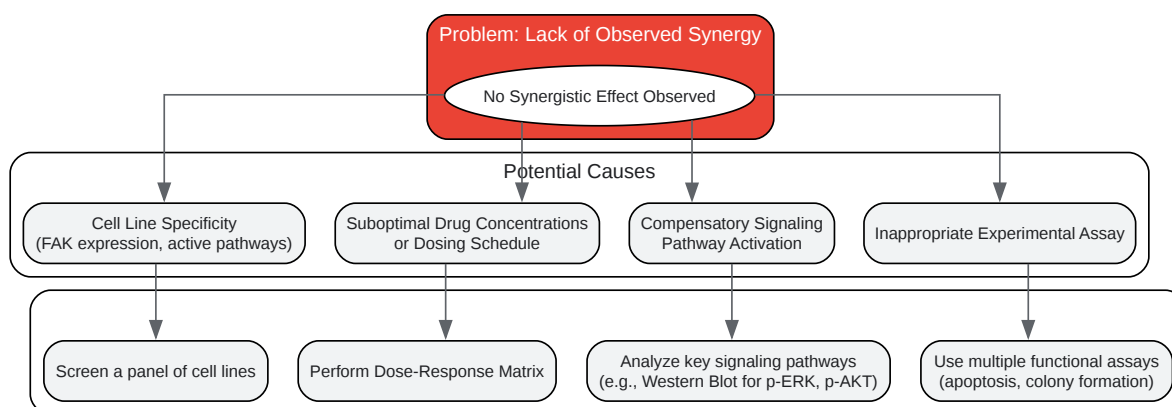 Problem: Lack of Observed Synergy
No Synergistic Effect Observed
Potential Causes
Cell Line Specificity
(FAK expression, active pathways)
Suboptimal Drug Concentrations
or Dosing Schedule
Compensatory Signaling
Pathway Activation
Inappropriate Experimental Assay
Screen a panel of cell lines
Perform Dose-Response Matrix
Analyze key signaling pathways
(e.g., Western Blot for p-ERK, p-AKT)
Use multiple functional assays
(apoptosis, colony formation)